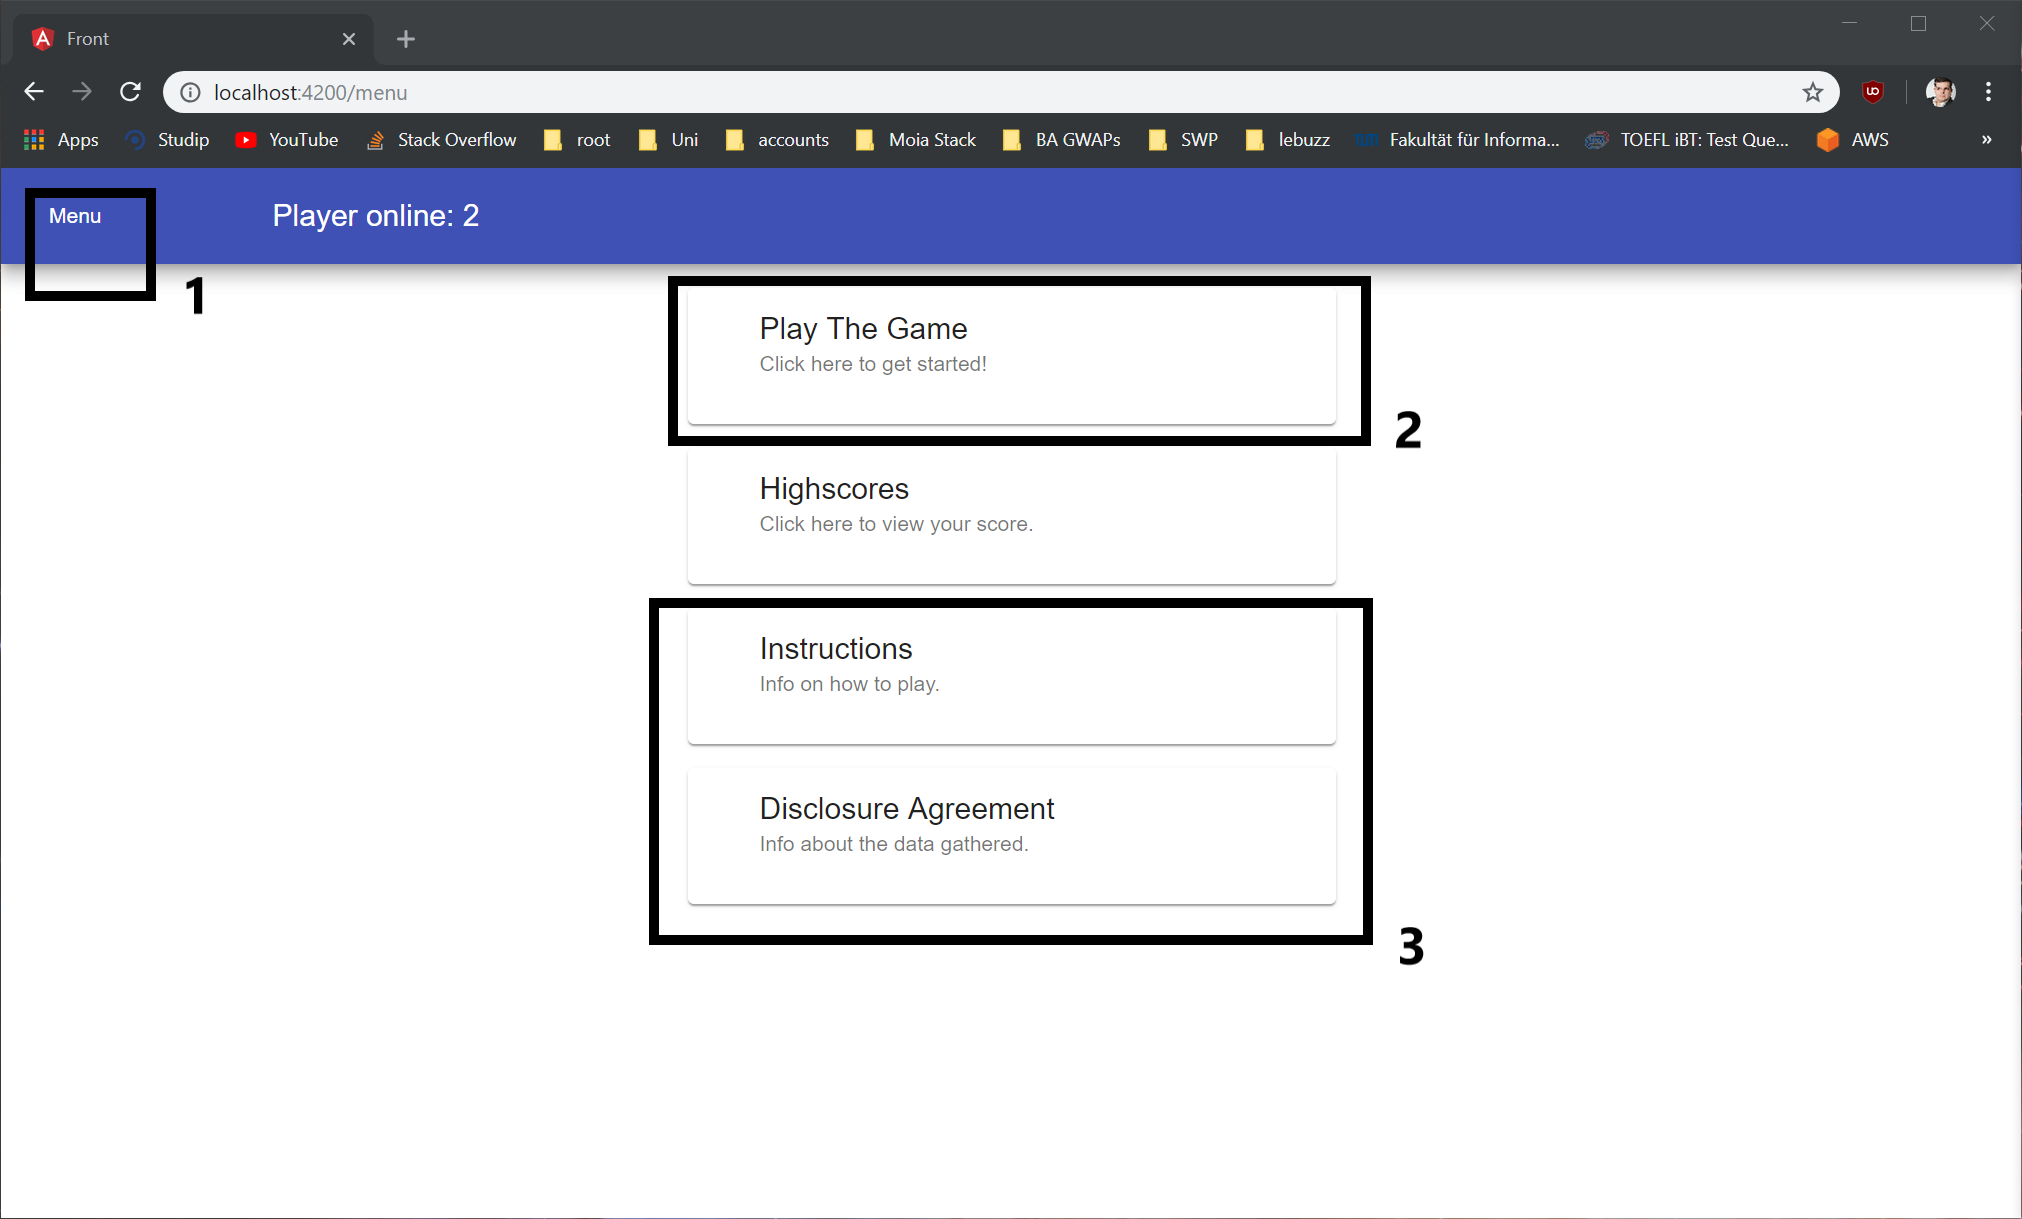 Front
localhost:4200/menu
Apps Studip YouTube Stack Overflow root Uni accounts Moia Stack BA GWAPs SWP lebuzz Fakultät für Informa... TOEFL iBT: Test Que... AWS »
Menu Player online: 2
1
Play The Game
Click here to get started!
2
Highscores
Click here to view your score.
Instructions
Info on how to play.
Disclosure Agreement
Info about the data gathered.
3